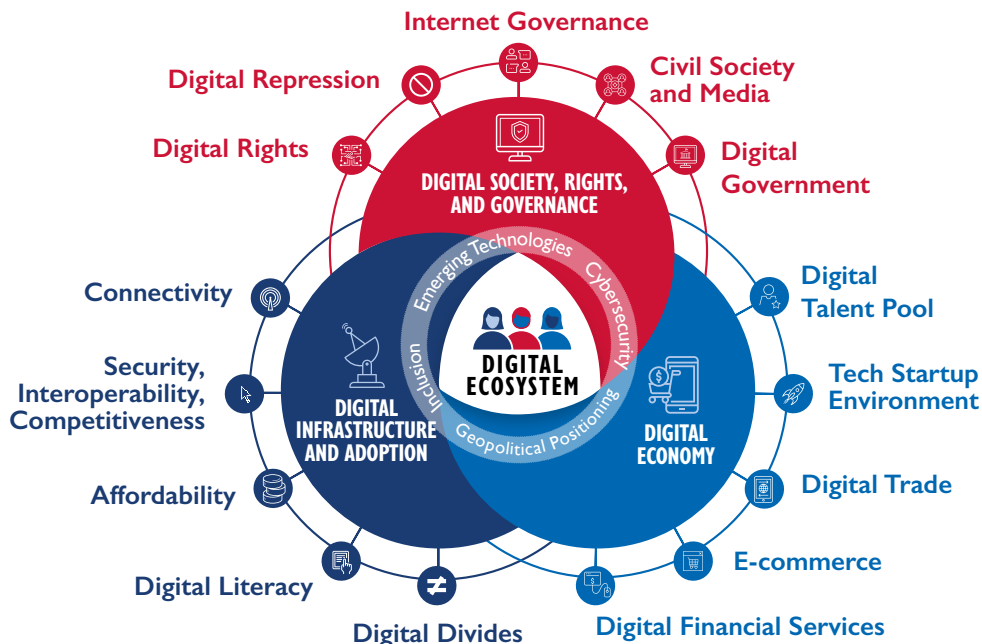 Internet Governance
Digital Repression
Civil Society
and Media
Digital Rights
Digital
Government
DIGITAL SOCIETY, RIGHTS,
AND GOVERNANCE
Emerging Technologies
Cybersecurity
Inclusion
Geopolitical Positioning
DIGITAL
ECOSYSTEM
Connectivity
Security,
Interoperability,
Competitiveness
Affordability
Digital Literacy
Digital Divides
DIGITAL
INFRASTRUCTURE
AND ADOPTION
Digital
Talent Pool
Tech Startup
Environment
Digital Trade
E-commerce
Digital Financial Services
DIGITAL
ECONOMY